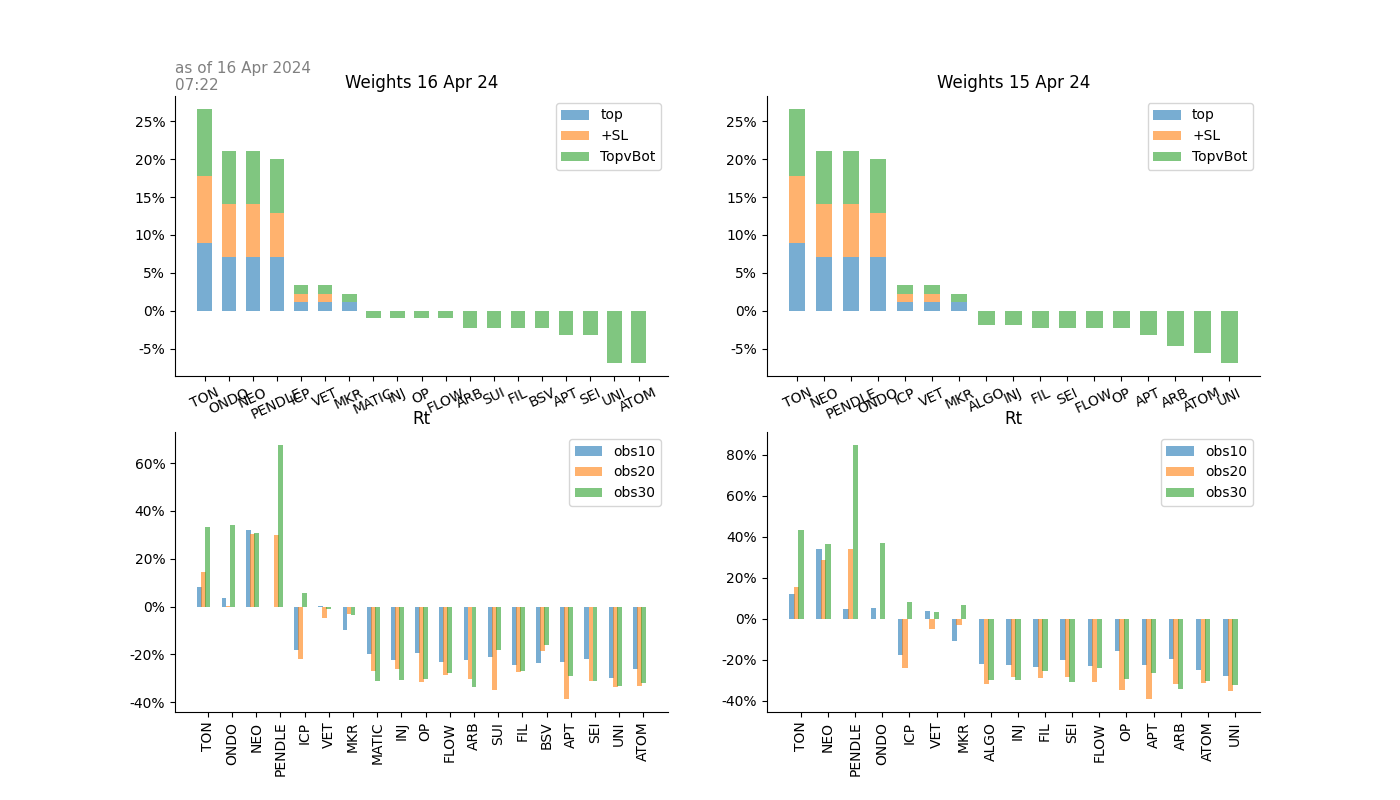 as of 16 Apr 2024
07:22
Weights 16 Apr 24
25%
20%
15%
10%
5%
0%
-5%
top
+SL
TopvBot
TON
ONDO
NEO
PENDLE
ICP
VET
MKR
MATIC
INJ
OP
FLOW
ARB
SUI
FIL
BSV
APT
SEI
UNI
ATOM
Weights 15 Apr 24
25%
20%
15%
10%
5%
0%
-5%
top
+SL
TopvBot
TON
NEO
PENDLE
ONDO
ICP
VET
MKR
ALGO
INJ
FIL
SEI
FLOW
OP
APT
ARB
ATOM
UNI
Rt
60%
40%
20%
0%
-20%
-40%
obs10
obs20
obs30
TON
ONDO
NEO
PENDLE
ICP
VET
MKR
MATIC
INJ
OP
FLOW
ARB
SUI
FIL
BSV
APT
SEI
UNI
ATOM
Rt
80%
60%
40%
20%
0%
-20%
-40%
obs10
obs20
obs30
TON
NEO
PENDLE
ONDO
ICP
VET
MKR
ALGO
INJ
FIL
SEI
FLOW
OP
APT
ARB
ATOM
UNI